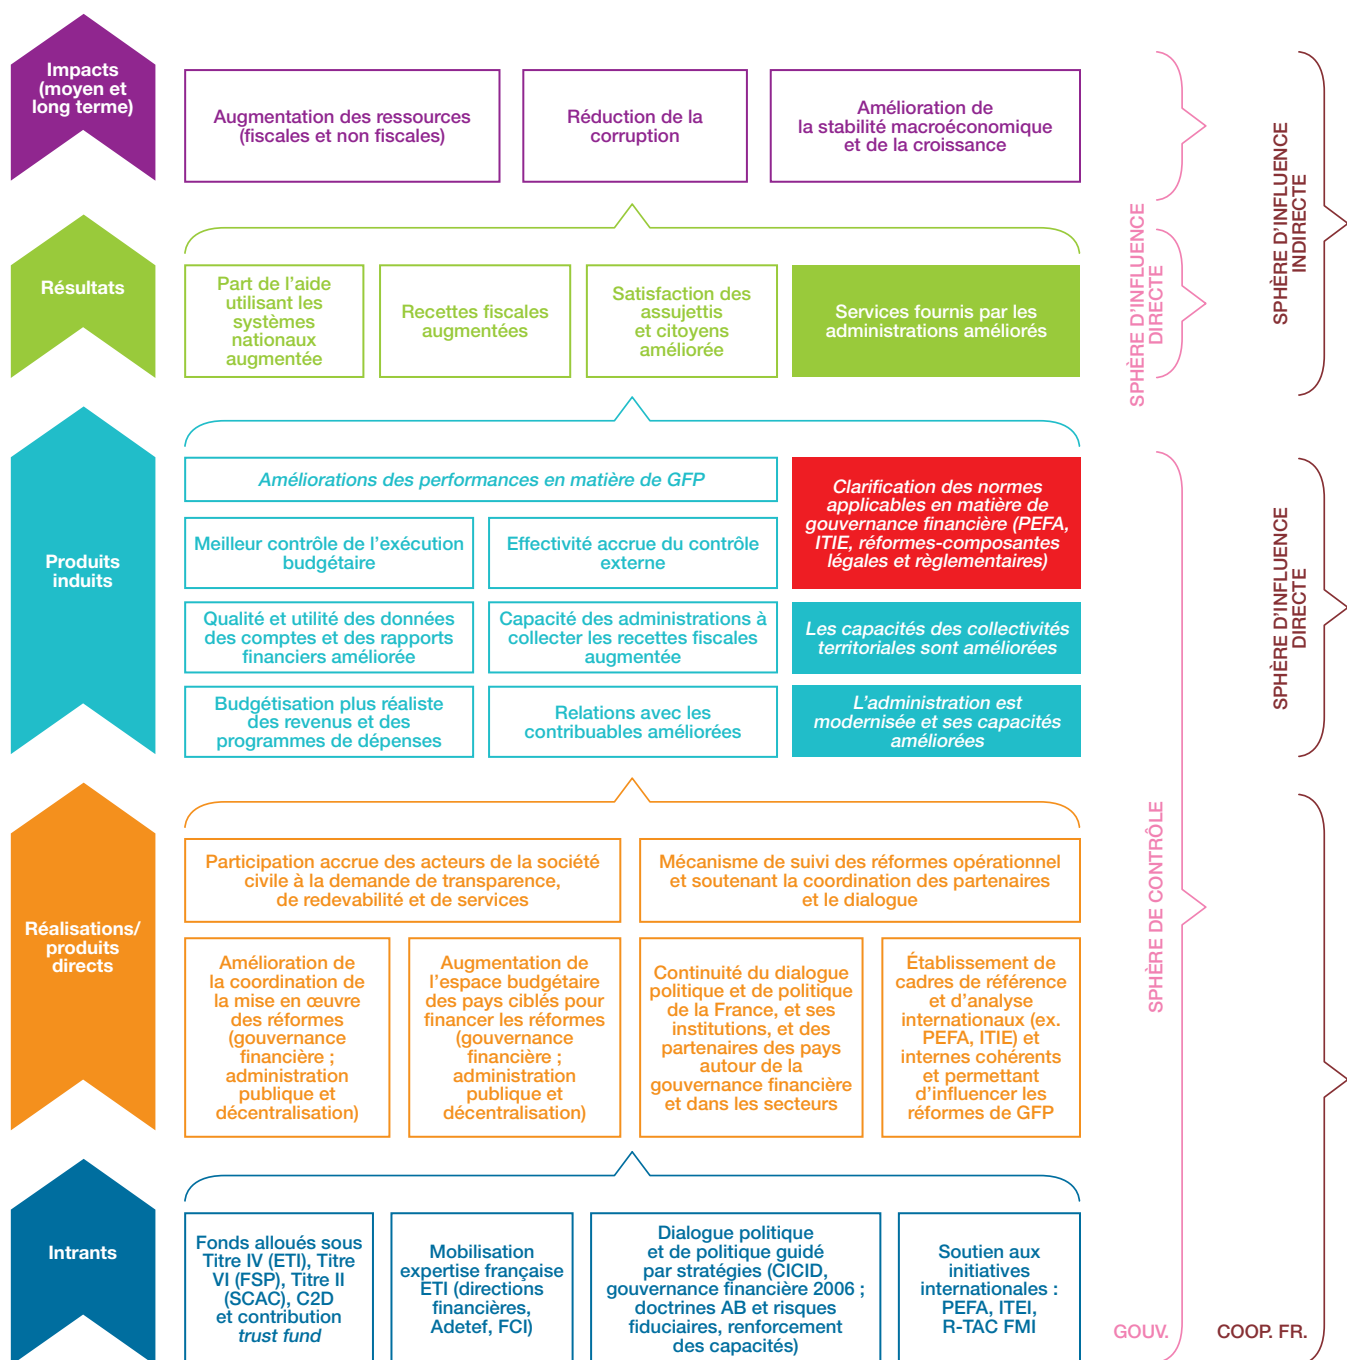 Impacts
(moyen et
long terme)
Augmentation des ressources
(fiscales et non fiscales)
Réduction de la
corruption
Amélioration de
la stabilité macroéconomique
et de la croissance
Résultats
Part de l’aide
utilisant les
systèmes
nationaux
augmentée
Recettes fiscales
augmentées
Satisfaction des
assujettis
et citoyens
améliorée
Services fournis par les
administrations améliorés
Produits
induits
Améliorations des performances en matière de GFP
Clarification des normes
applicables en matière de
gouvernance financière (PEFA,
ITIE, réformes-composantes
légales et règlementaires)
Meilleur contrôle de l’exécution
budgétaire
Effectivité accrue du contrôle
externe
Qualité et utilité des données
des comptes et des rapports
financiers améliorée
Capacité des administrations à
collecter les recettes fiscales
augmentée
Les capacités des collectivités
territoriales sont améliorées
Budgétisation plus réaliste
des revenus et des
programmes de dépenses
Relations avec les
contribuables améliorées
L’administration est
modernisée et ses capacités
améliorées
Réalisations/
produits
directs
Participation accrue des acteurs de la société
civile à la demande de transparence,
de redevabilité et de services
Mécanisme de suivi des réformes opérationnel
et soutenant la coordination des partenaires
et le dialogue
Amélioration de
la coordination de
la mise en œuvre
des réformes
(gouvernance
financière ;
administration
publique et
décentralisation)
Augmentation de
l’espace budgétaire
des pays ciblés pour
financer les réformes
(gouvernance
financière ;
administration
publique et
décentralisation)
Continuité du dialogue
politique et de politique
de la France, et ses
institutions, et des
partenaires des pays
autour de la
gouvernance financière
et dans les secteurs
Établissement de
cadres de référence
et d’analyse
internationaux (ex.
PEFA, ITIE) et
internes cohérents
et permettant
d’influencer les
réformes de GFP
Intrants
Fonds alloués sous
Titre IV (ETI), Titre
VI (FSP), Titre II
(SCAC), C2D
et contribution
trust fund
Mobilisation
expertise française
ETI (directions
financières,
Adetef, FCI)
Dialogue politique
et de politique guidé
par stratégies (CICID,
gouvernance financière 2006 ;
doctrines AB et risques
fiduciaires, renforcement
des capacités)
Soutien aux
initiatives
internationales :
PEFA, ITEI,
R-TAC FMI
SPHÈRE D’INFLUENCE
DIRECTE
SPHÈRE DE CONTRÔLE
GOUV.
SPHÈRE D’INFLUENCE
INDIRECTE
SPHÈRE D’INFLUENCE
DIRECTE
COOP. FR.